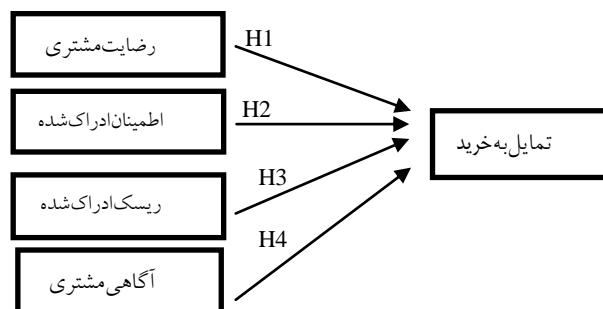 رضایت‌مشتری
H1
اطمینان‌ادراک‌شده
H2
تمایل‌به‌خرید
ریسک‌ادراک‌شده
H3
H4
آگاهی‌مشتری